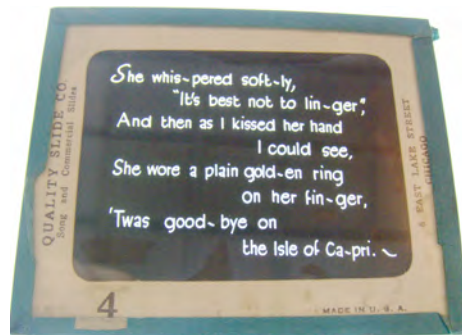 QUALITY SLIDE CO.
Song and Commercial Slides
She whis-pered soft-ly,
"It's best not to lin-ger",
And then as I kissed her hand
I could see,
She wore a plain gold-en ring
on her fin-ger,
'Twas good-bye on
the Isle of Ca-pri. ~
6 EAST LAKE STREET
CHICAGO
4
MADE IN U. S. A.